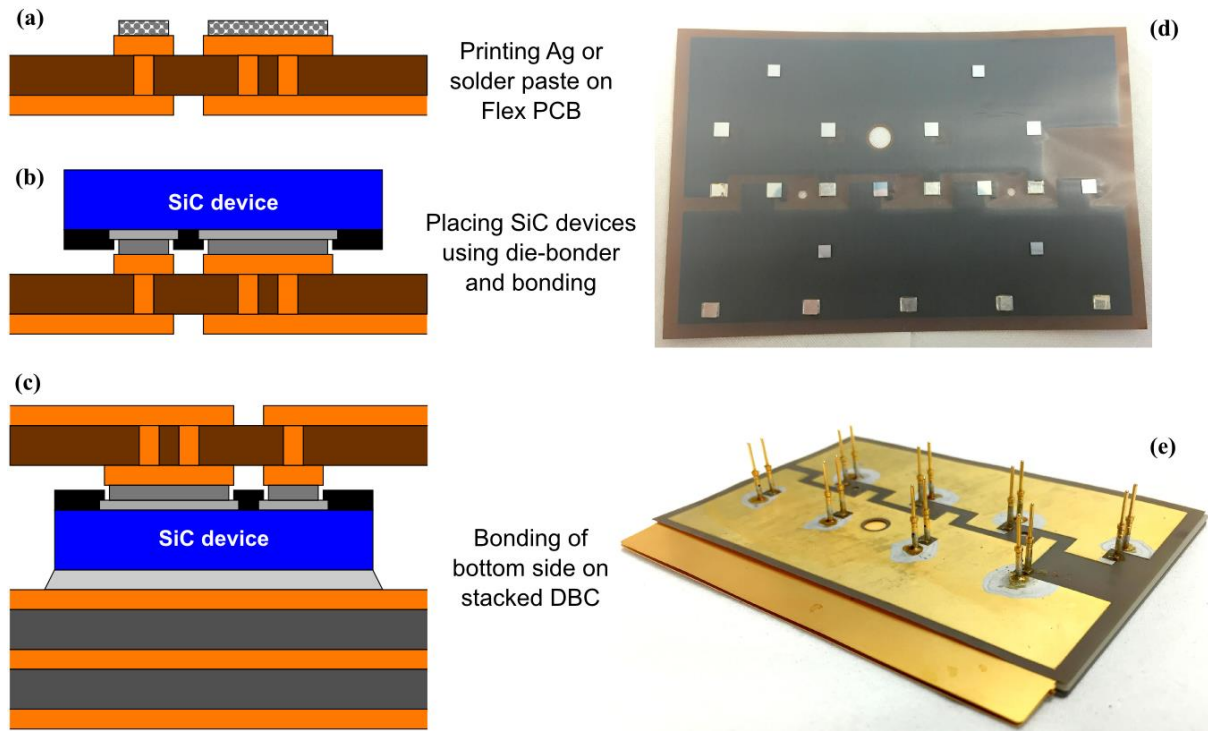 (a)
Printing Ag or
solder paste on
Flex PCB
(b)
SiC device
Placing SiC devices
using die-bonder
and bonding
(c)
SiC device
Bonding of
bottom side on
stacked DBC
(d)
(e)